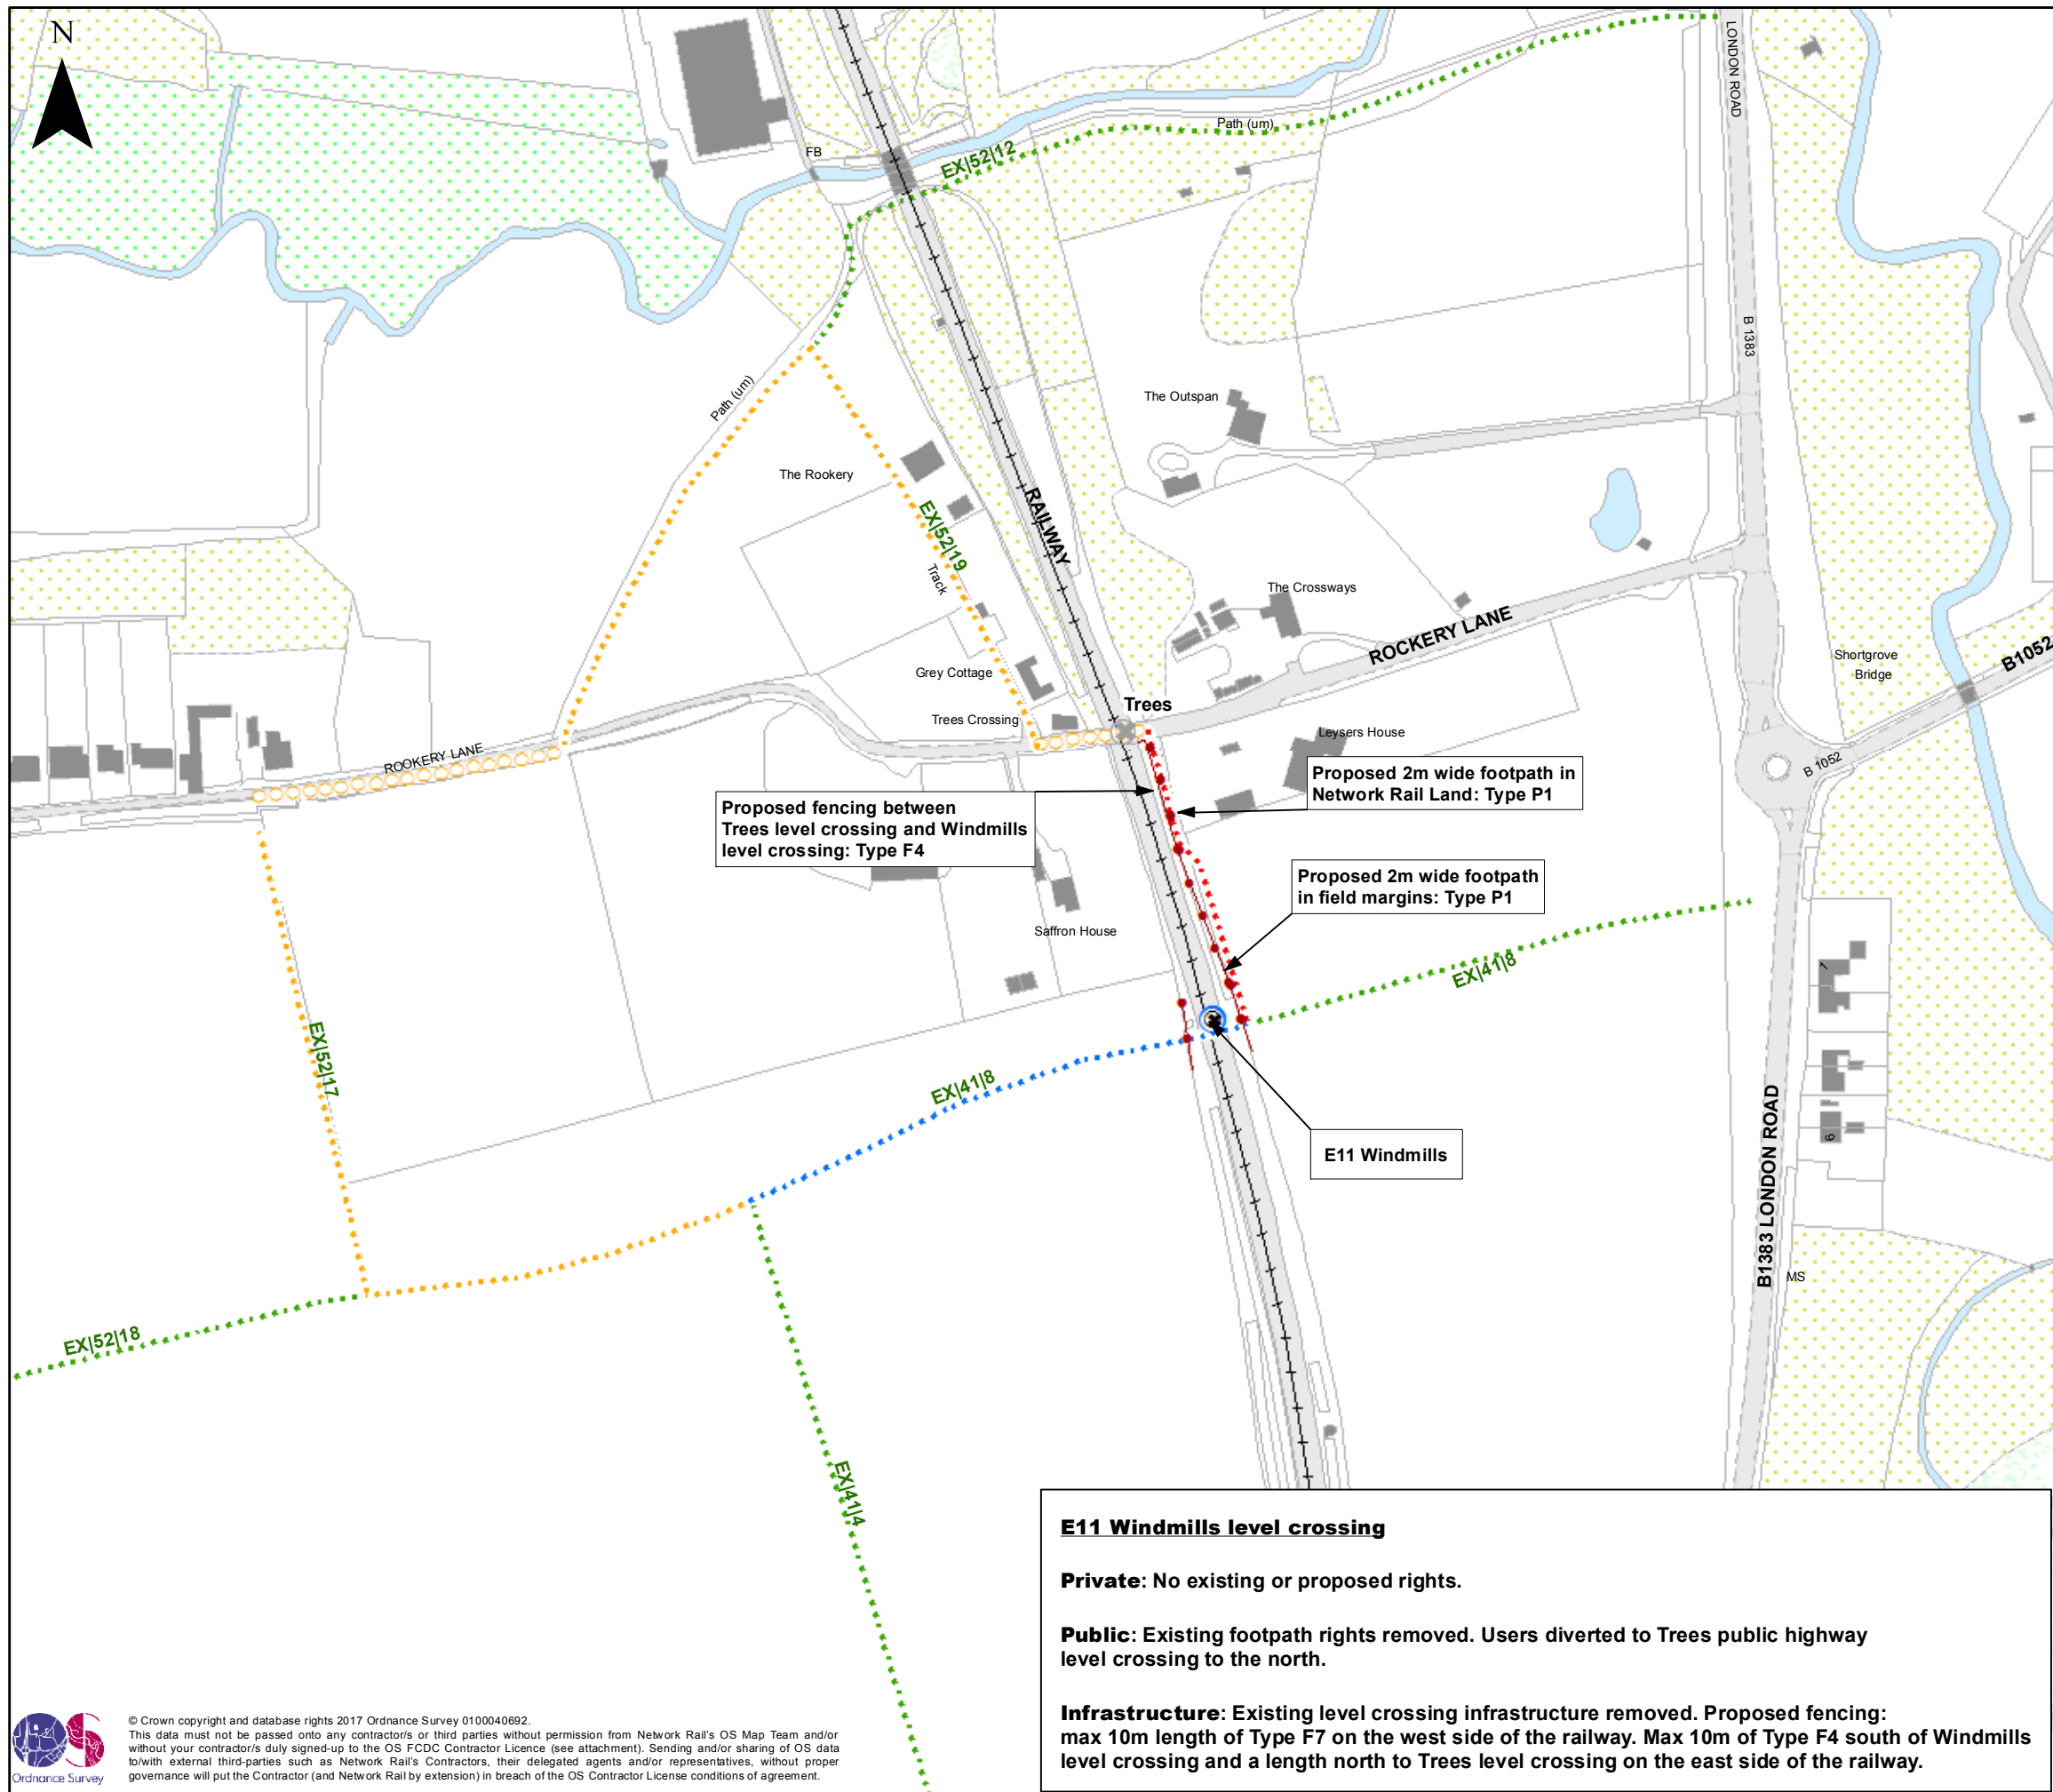 N
LONDON ROAD
Path (um)
FB
EX|52|12
B 1383
The Outspan
Path (um)
The Rookery
RAILWAY
EX|52|19
Track
The Crossways
ROCKERY LANE
Shortgrove
Bridge
B1052
Grey Cottage
Trees
Trees Crossing
Leysers House
ROOKERY LANE
B 1052
Proposed 2m wide footpath in
Network Rail Land: Type P1
Proposed fencing between
Trees level crossing and Windmills
level crossing: Type F4
Proposed 2m wide footpath
in field margins: Type P1
Saffron House
EX|41|8
7
EX|52|17
EX|41|8
6
E11 Windmills
B1383 LONDON ROAD
MS
EX|52|18
EX|41|4
E11 Windmills level crossing
Private: No existing or proposed rights.
Public: Existing footpath rights removed. Users diverted to Trees public highway
level crossing to the north.
Infrastructure: Existing level crossing infrastructure removed. Proposed fencing:
max 10m length of Type F7 on the west side of the railway. Max 10m of Type F4 south of Windmills
level crossing and a length north to Trees level crossing on the east side of the railway.
Ordnance Survey
© Crown copyright and database rights 2017 Ordnance Survey 0100040692.
This data must not be passed onto any contractor/s or third parties without permission from Network Rail's OS Map Team and/or
without your contractor/s duly signed-up to the OS FCDC Contractor Licence (see attachment). Sending and/or sharing of OS data
to/with external third-parties such as Network Rail's Contractors, their delegated agents and/or representatives, without proper
governance will put the Contractor (and Network Rail by extension) in breach of the OS Contractor License conditions of agreement.